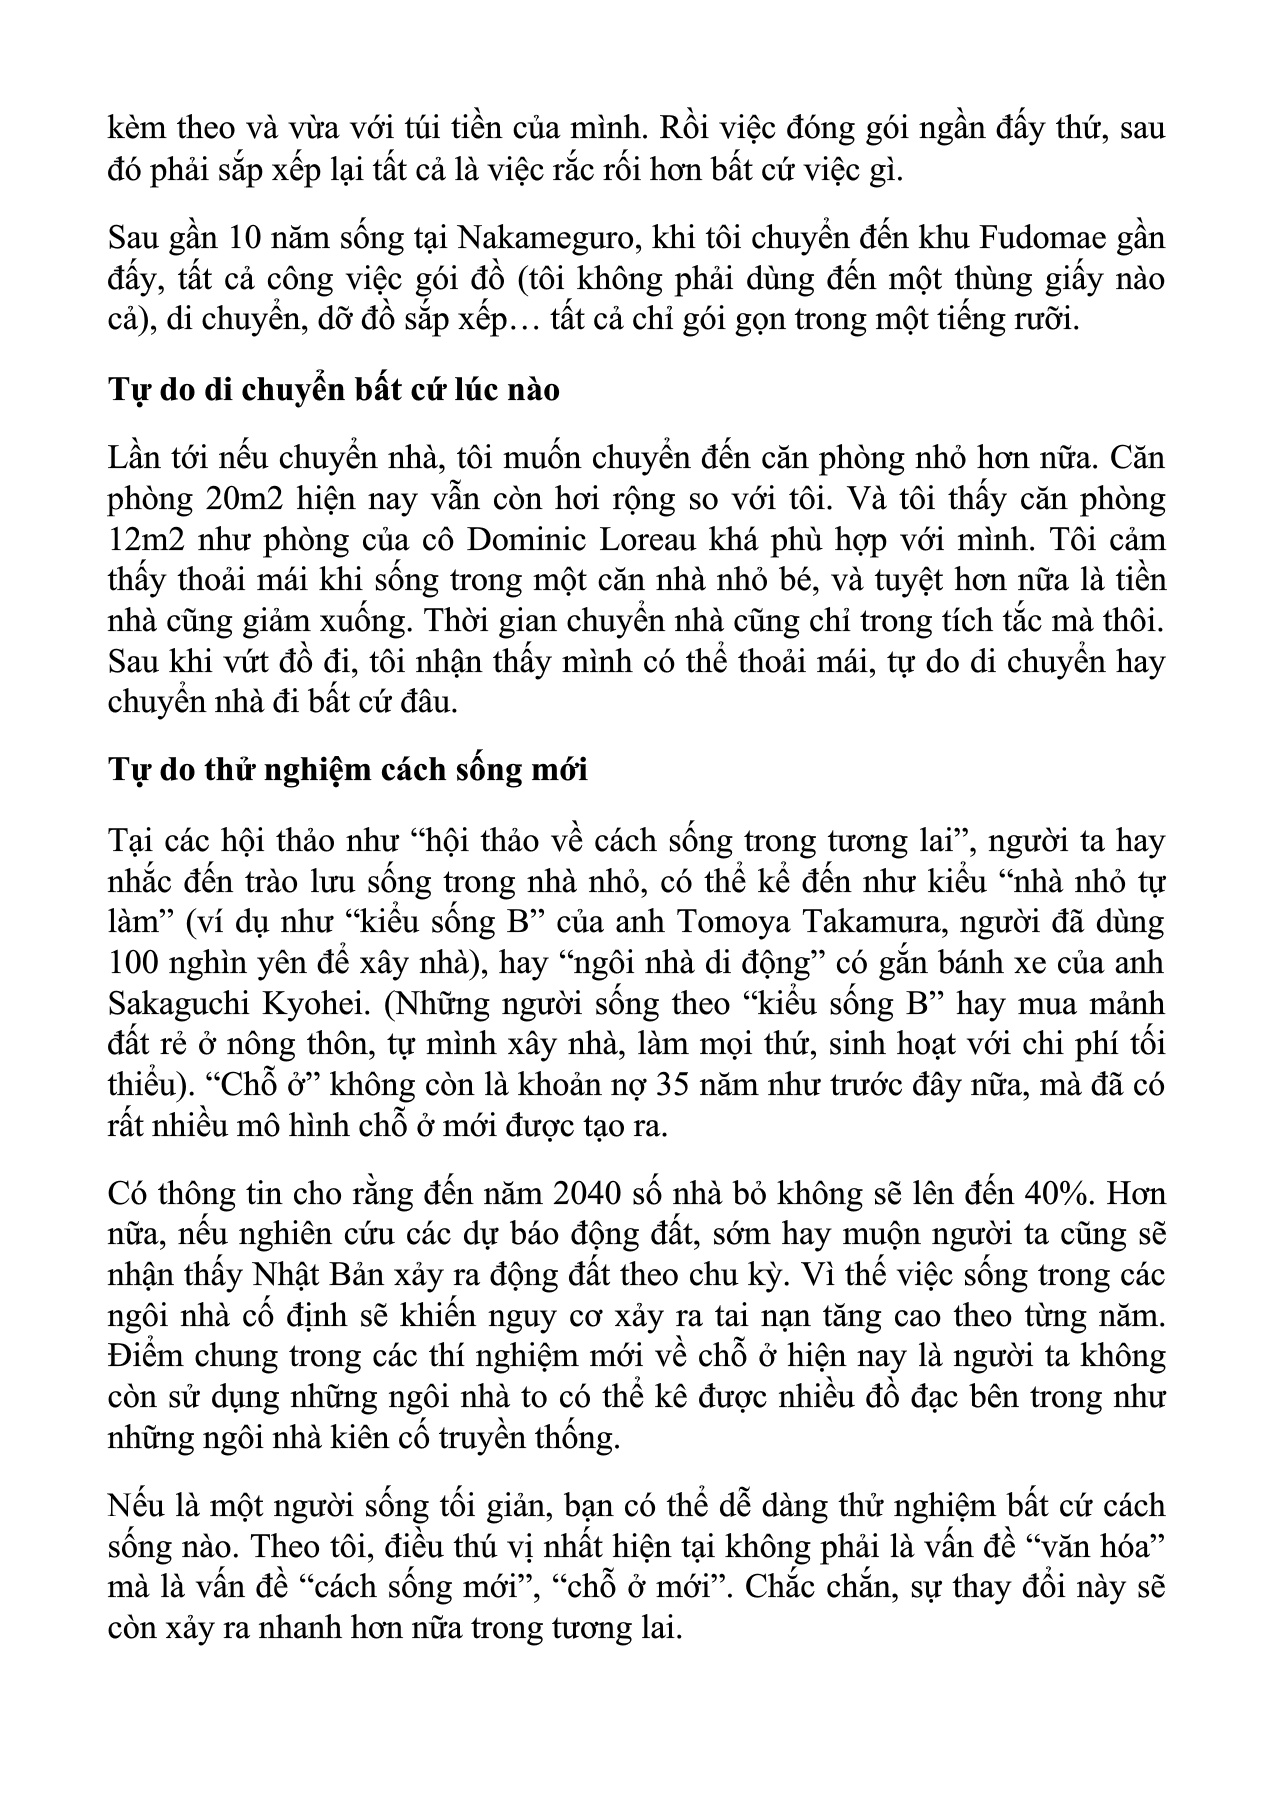 kèm theo và vừa với túi tiền của mình. Rồi việc đóng gói ngần đấy thứ, sau
đó phải sắp xếp lại tất cả là việc rắc rối hơn bất cứ việc gì.
Sau gần 10 năm sống tại Nakameguro, khi tôi chuyển đến khu Fudomae gần
đấy, tất cả công việc gói đồ (tôi không phải dùng đến một thùng giấy nào
cả), di chuyển, dỡ đồ sắp xếp… tất cả chỉ gói gọn trong một tiếng rưỡi.
Tự do di chuyển bất cứ lúc nào
Lần tới nếu chuyển nhà, tôi muốn chuyển đến căn phòng nhỏ hơn nữa. Căn
phòng 20m2 hiện nay vẫn còn hơi rộng so với tôi. Và tôi thấy căn phòng
12m2 như phòng của cô Dominic Loreau khá phù hợp với mình. Tôi cảm
thấy thoải mái khi sống trong một căn nhà nhỏ bé, và tuyệt hơn nữa là tiền
nhà cũng giảm xuống. Thời gian chuyển nhà cũng chỉ trong tích tắc mà thôi.
Sau khi vứt đồ đi, tôi nhận thấy mình có thể thoải mái, tự do di chuyển hay
chuyển nhà đi bất cứ đâu.
Tự do thử nghiệm cách sống mới
Tại các hội thảo như “hội thảo về cách sống trong tương lai”, người ta hay
nhắc đến trào lưu sống trong nhà nhỏ, có thể kể đến như kiểu “nhà nhỏ tự
làm” (ví dụ như “kiểu sống B” của anh Tomoya Takamura, người đã dùng
100 nghìn yên để xây nhà), hay “ngôi nhà di động” có gắn bánh xe của anh
Sakaguchi Kyohei. (Những người sống theo “kiểu sống B” hay mua mảnh
đất rẻ ở nông thôn, tự mình xây nhà, làm mọi thứ, sinh hoạt với chi phí tối
thiểu). “Chỗ ở” không còn là khoản nợ 35 năm như trước đây nữa, mà đã có
rất nhiều mô hình chỗ ở mới được tạo ra.
Có thông tin cho rằng đến năm 2040 số nhà bỏ không sẽ lên đến 40%. Hơn
nữa, nếu nghiên cứu các dự báo động đất, sớm hay muộn người ta cũng sẽ
nhận thấy Nhật Bản xảy ra động đất theo chu kỳ. Vì thế việc sống trong các
ngôi nhà cố định sẽ khiến nguy cơ xảy ra tai nạn tăng cao theo từng năm.
Điểm chung trong các thí nghiệm mới về chỗ ở hiện nay là người ta không
còn sử dụng những ngôi nhà to có thể kê được nhiều đồ đạc bên trong như
những ngôi nhà kiên cố truyền thống.
Nếu là một người sống tối giản, bạn có thể dễ dàng thử nghiệm bất cứ cách
sống nào. Theo tôi, điều thú vị nhất hiện tại không phải là vấn đề “văn hóa”
mà là vấn đề “cách sống mới”, “chỗ ở mới”. Chắc chắn, sự thay đổi này sẽ
còn xảy ra nhanh hơn nữa trong tương lai.